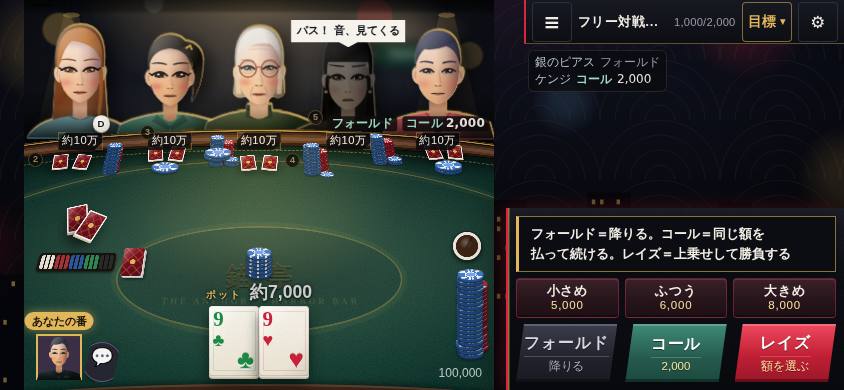 パス！ 音、見てくる
フォールド
コール 2,000
D
3
5
約10万
約10万
約10万
約10万
約10万
2
4
ポット 約7,000
あなたの番
9
9
100,000
フリー対戦…
1,000/2,000
目標 ▾
銀のピアス フォールド
ケンジ コール 2,000
フォールド＝降りる。コール＝同じ額を
払って続ける。レイズ＝上乗せして勝負する
小さめ
5,000
ふつう
6,000
大きめ
8,000
フォールド
降りる
コール
2,000
レイズ
額を選ぶ